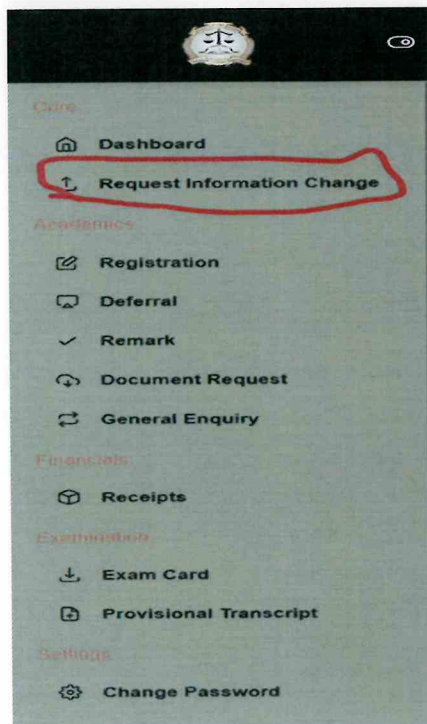 Core
Dashboard
Request Information Change
Academics
Registration
Deferral
Remark
Document Request
General Enquiry
Financials
Receipts
Examination
Exam Card
Provisional Transcript
Settings
Change Password